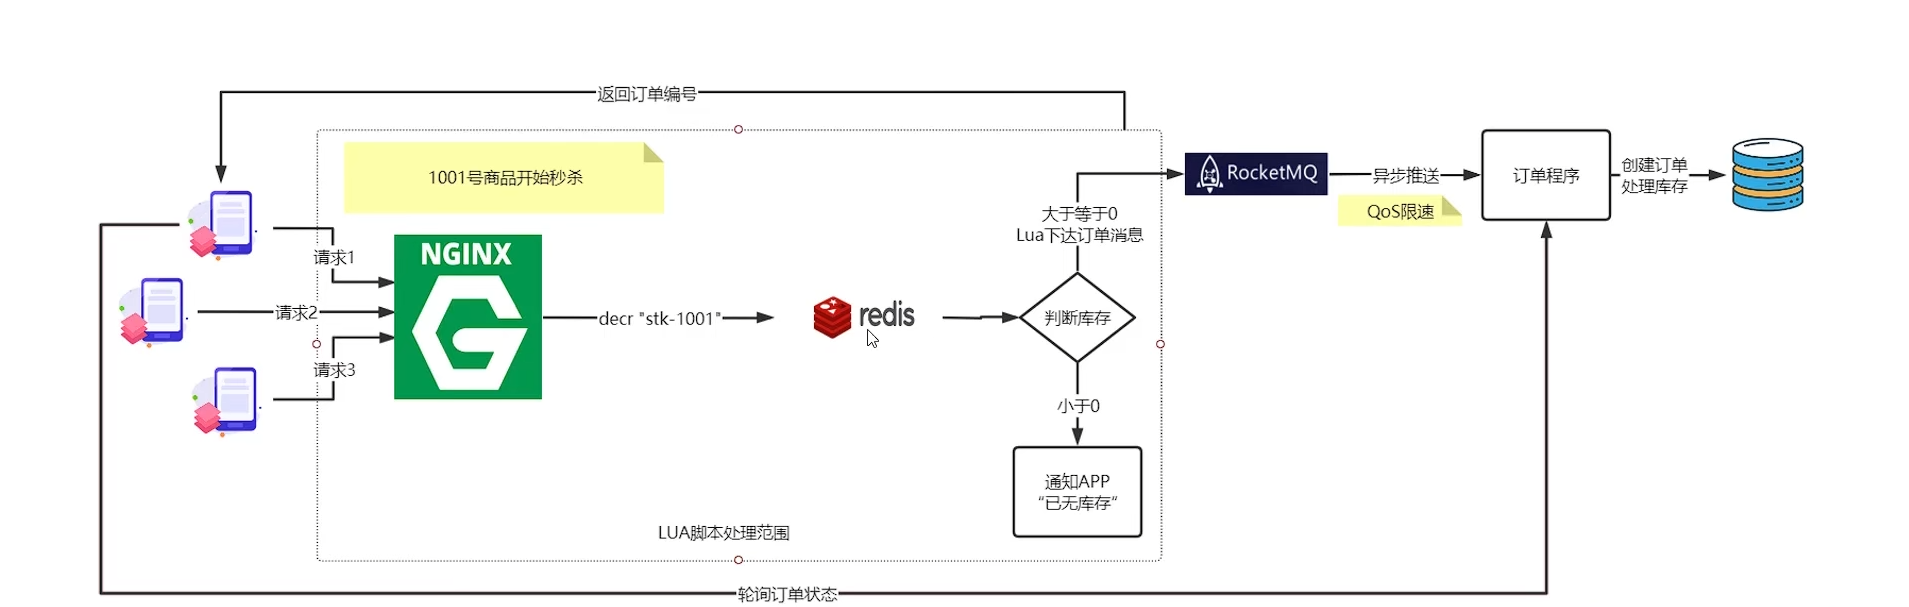 返回订单编号
1001号商品开始秒杀
请求1
请求2
请求3
NGINX
decr "stk-1001"
redis
判断库存
大于等于0
Lua下达订单消息
小于0
通知APP
“已无库存“
LUA脚本处理范围
RocketMQ
异步推送
QoS限速
订单程序
创建订单
处理库存
轮询订单状态